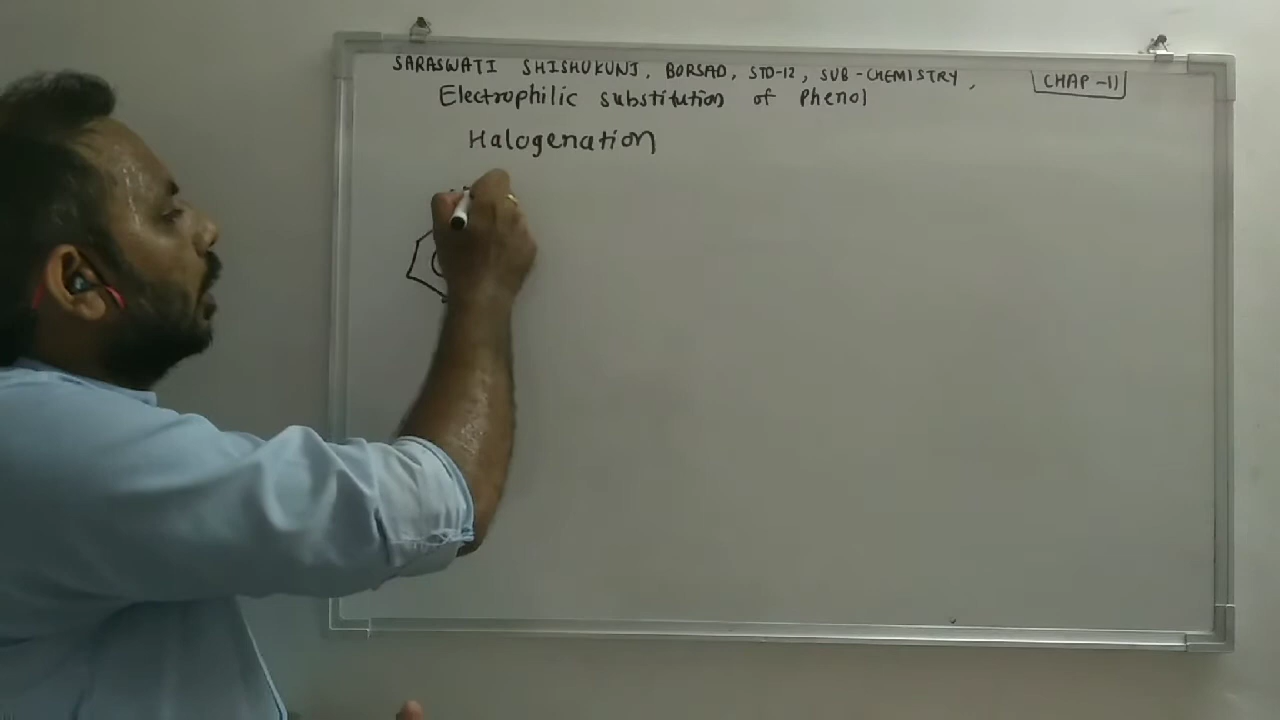 SARASWATI SHISHUKUNJ, BORSAD, STD-12, SUB-CHEMISTRY, CHAP-11
Electrophilic substitution of Phenol
Halogenation